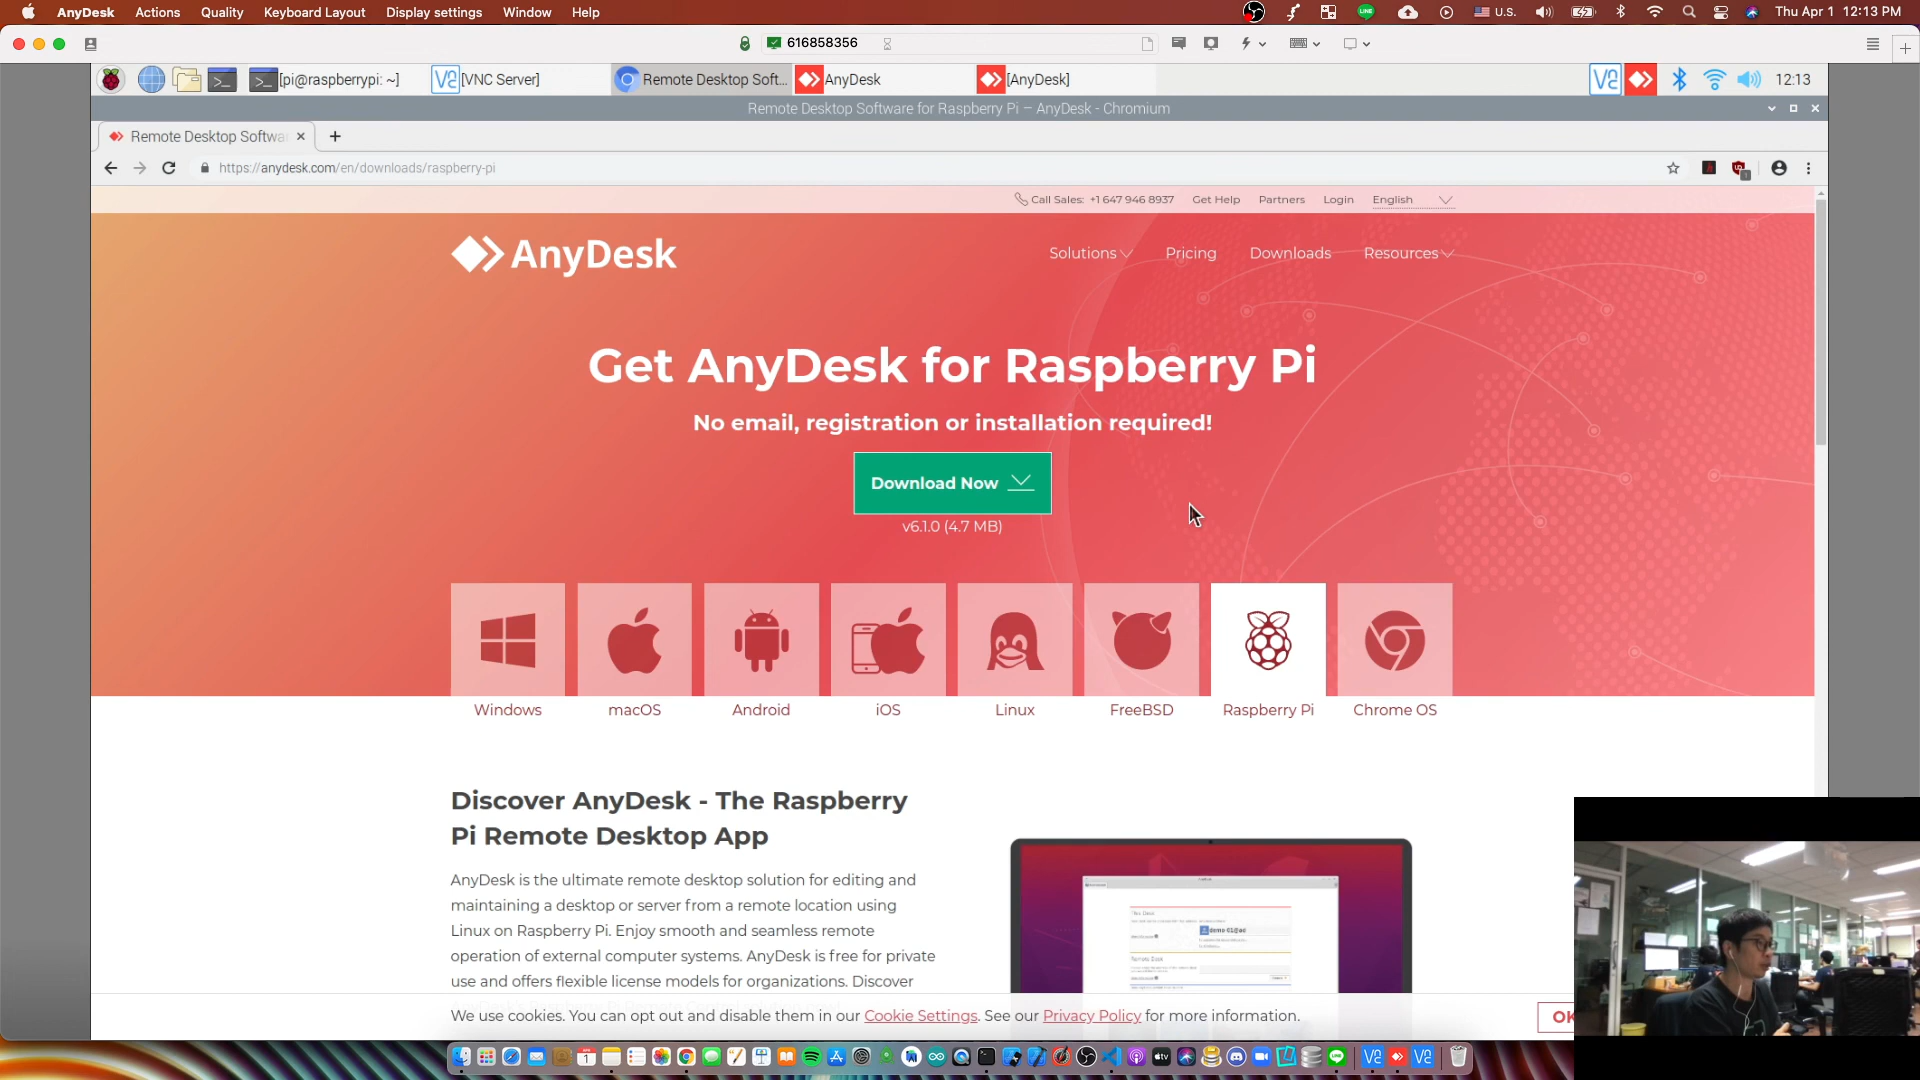 AnyDesk Actions Quality Keyboard Layout Display settings Window Help
U.S. Thu Apr 1 12:13 PM
616858356
[pi@raspberrypi: ~] [VNC Server] Remote Desktop Soft... AnyDesk [AnyDesk] 12:13
Remote Desktop Software for Raspberry Pi – AnyDesk - Chromium
Remote Desktop Softwa
https://anydesk.com/en/downloads/raspberry-pi
Call Sales: +1 647 946 8937 Get Help Partners Login English
AnyDesk
Solutions Pricing Downloads Resources
Get AnyDesk for Raspberry Pi
No email, registration or installation required!
Download Now
v6.1.0 (4.7 MB)
Windows macOS Android iOS Linux FreeBSD Raspberry Pi Chrome OS
Discover AnyDesk - The Raspberry
Pi Remote Desktop App
AnyDesk is the ultimate remote desktop solution for editing and
maintaining a desktop or server from a remote location using
Linux on Raspberry Pi. Enjoy smooth and seamless remote
operation of external computer systems. AnyDesk is free for private
use and offers flexible license models for organizations. Discover
We use cookies. You can opt out and disable them in our Cookie Settings. See our Privacy Policy for more information.
OK